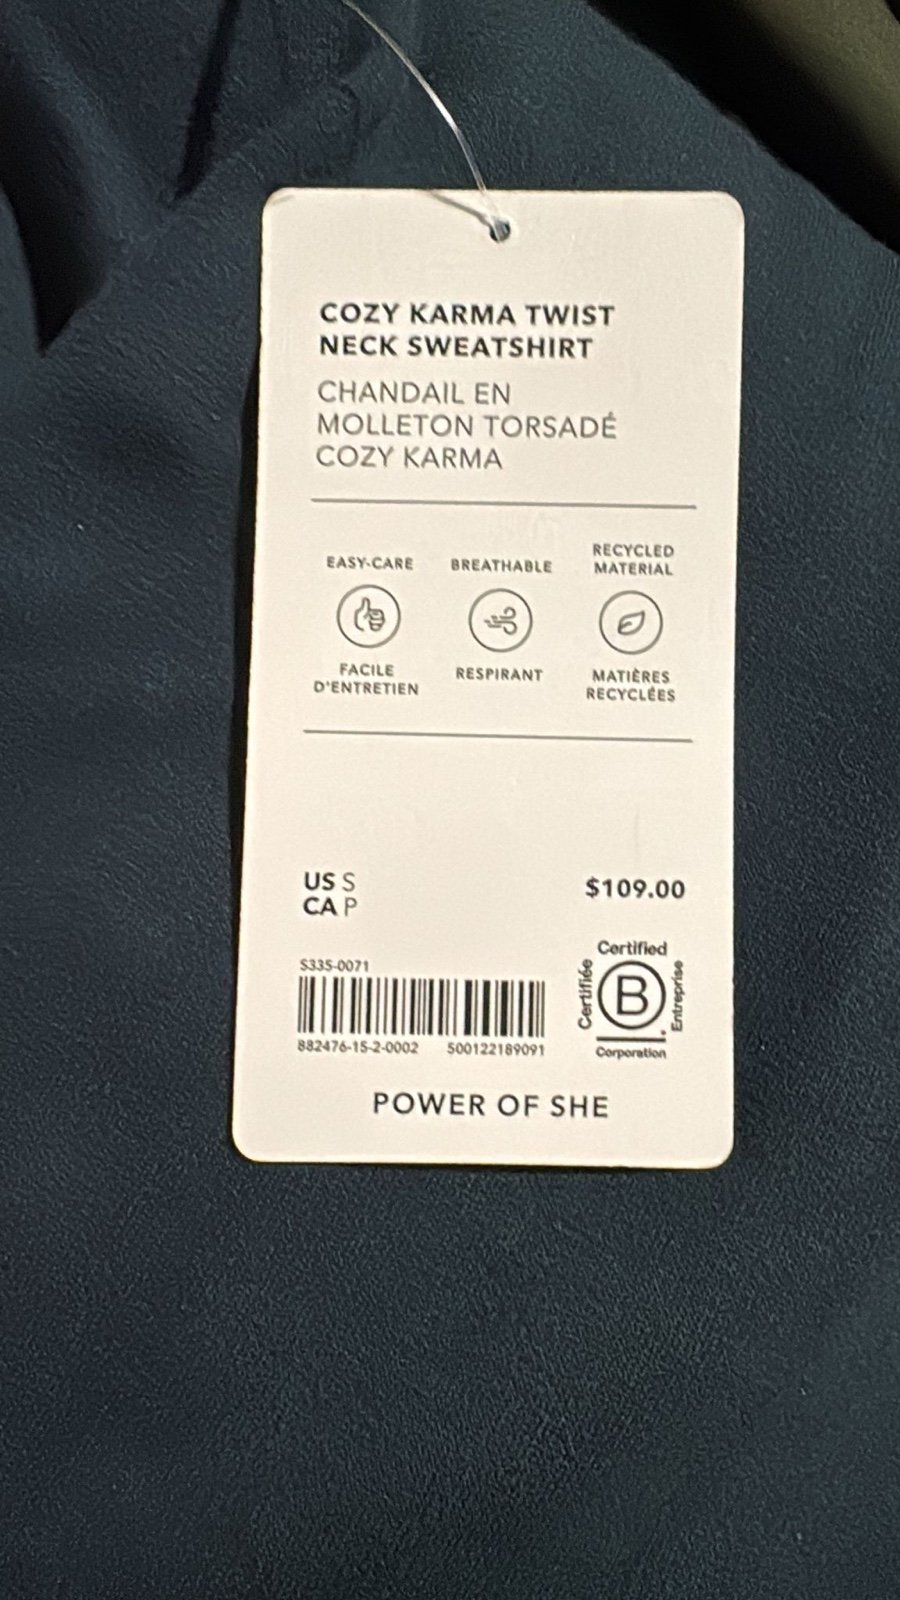 COZY KARMA TWIST
NECK SWEATSHIRT
CHANDAIL EN
MOLLETON TORSADÉ
COZY KARMA
EASY-CARE
BREATHABLE
RECYCLED
MATERIAL
FACILE
D'ENTRETIEN
RESPIRANT
MATIÈRES
RECYCLÉES
US S
CA P
$109.00
S335-0071
882476-15-2-0002 500122189091
Certified
Certifiée
B
Entreprise
Corporation
POWER OF SHE